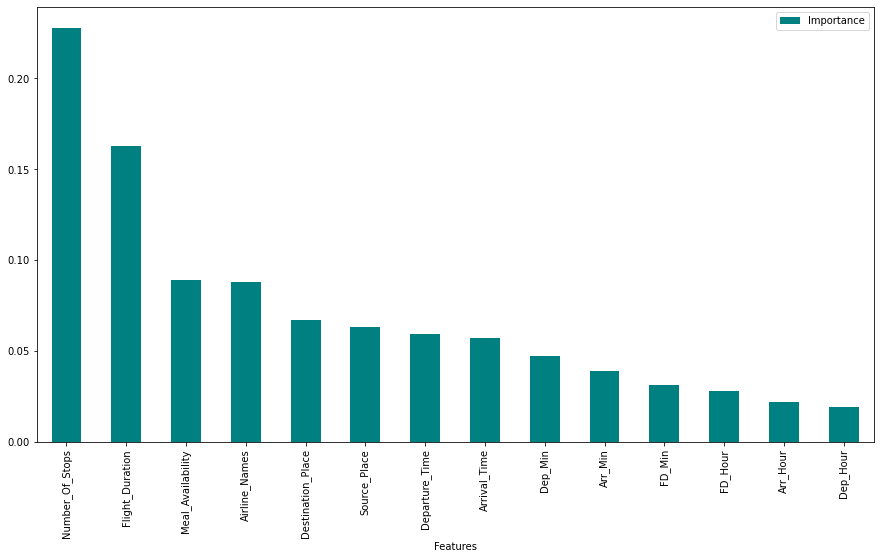 Importance
0.20
0.15
0.10
0.05
0.00
Number_Of_Stops
Flight_Duration
Meal_Availability
Airline_Names
Destination_Place
Source_Place
Departure_Time
Arrival_Time
Dep_Min
Arr_Min
FD_Min
FD_Hour
Arr_Hour
Dep_Hour
Features